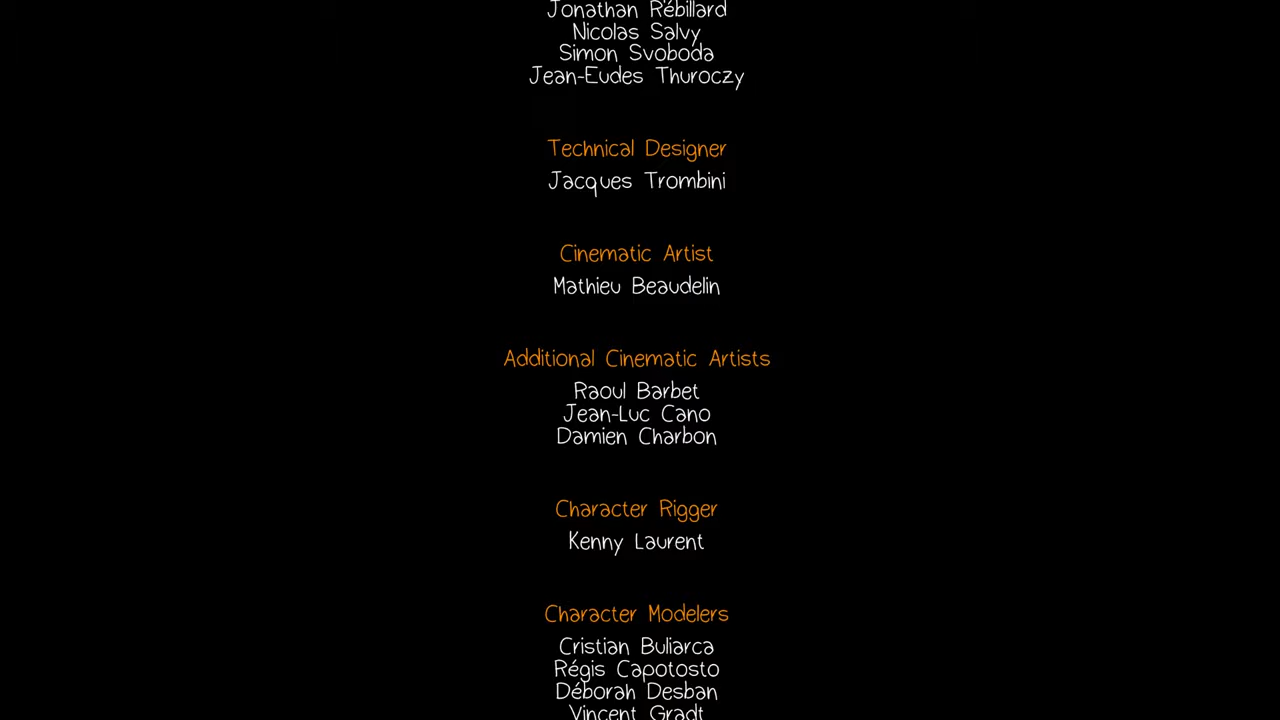 Jonathan Rébillard
Nicolas Salvy
Simon Svoboda
Jean-Eudes Thuroczy
Technical Designer
Jacques Trombini
Cinematic Artist
Mathieu Beaudelin
Additional Cinematic Artists
Raoul Barbet
Jean-Luc Cano
Damien Charbon
Character Rigger
Kenny Laurent
Character Modelers
Cristian Buliarca
Régis Capotosto
Déborah Desban
Vincent Gradt